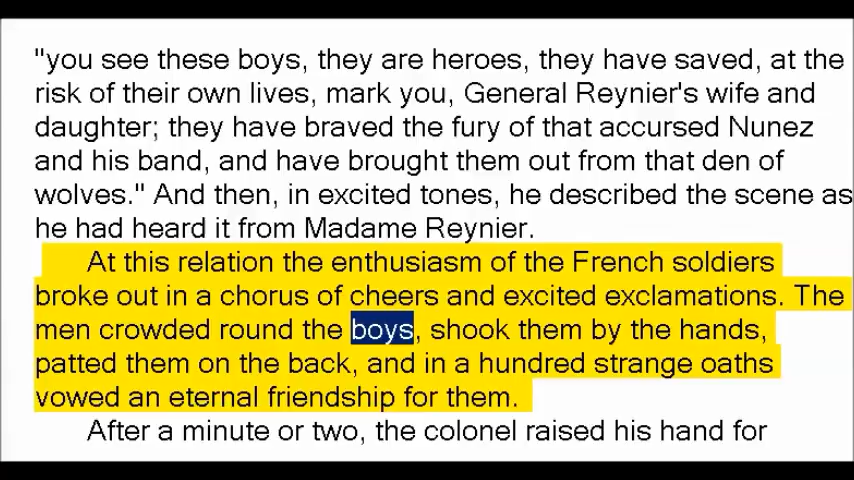 "you see these boys, they are heroes, they have saved, at the
risk of their own lives, mark you, General Reynier's wife and
daughter; they have braved the fury of that accursed Nunez
and his band, and have brought them out from that den of
wolves." And then, in excited tones, he described the scene as
he had heard it from Madame Reynier.
At this relation the enthusiasm of the French soldiers
broke out in a chorus of cheers and excited exclamations. The
men crowded round the boys, shook them by the hands,
patted them on the back, and in a hundred strange oaths
vowed an eternal friendship for them.
After a minute or two, the colonel raised his hand for